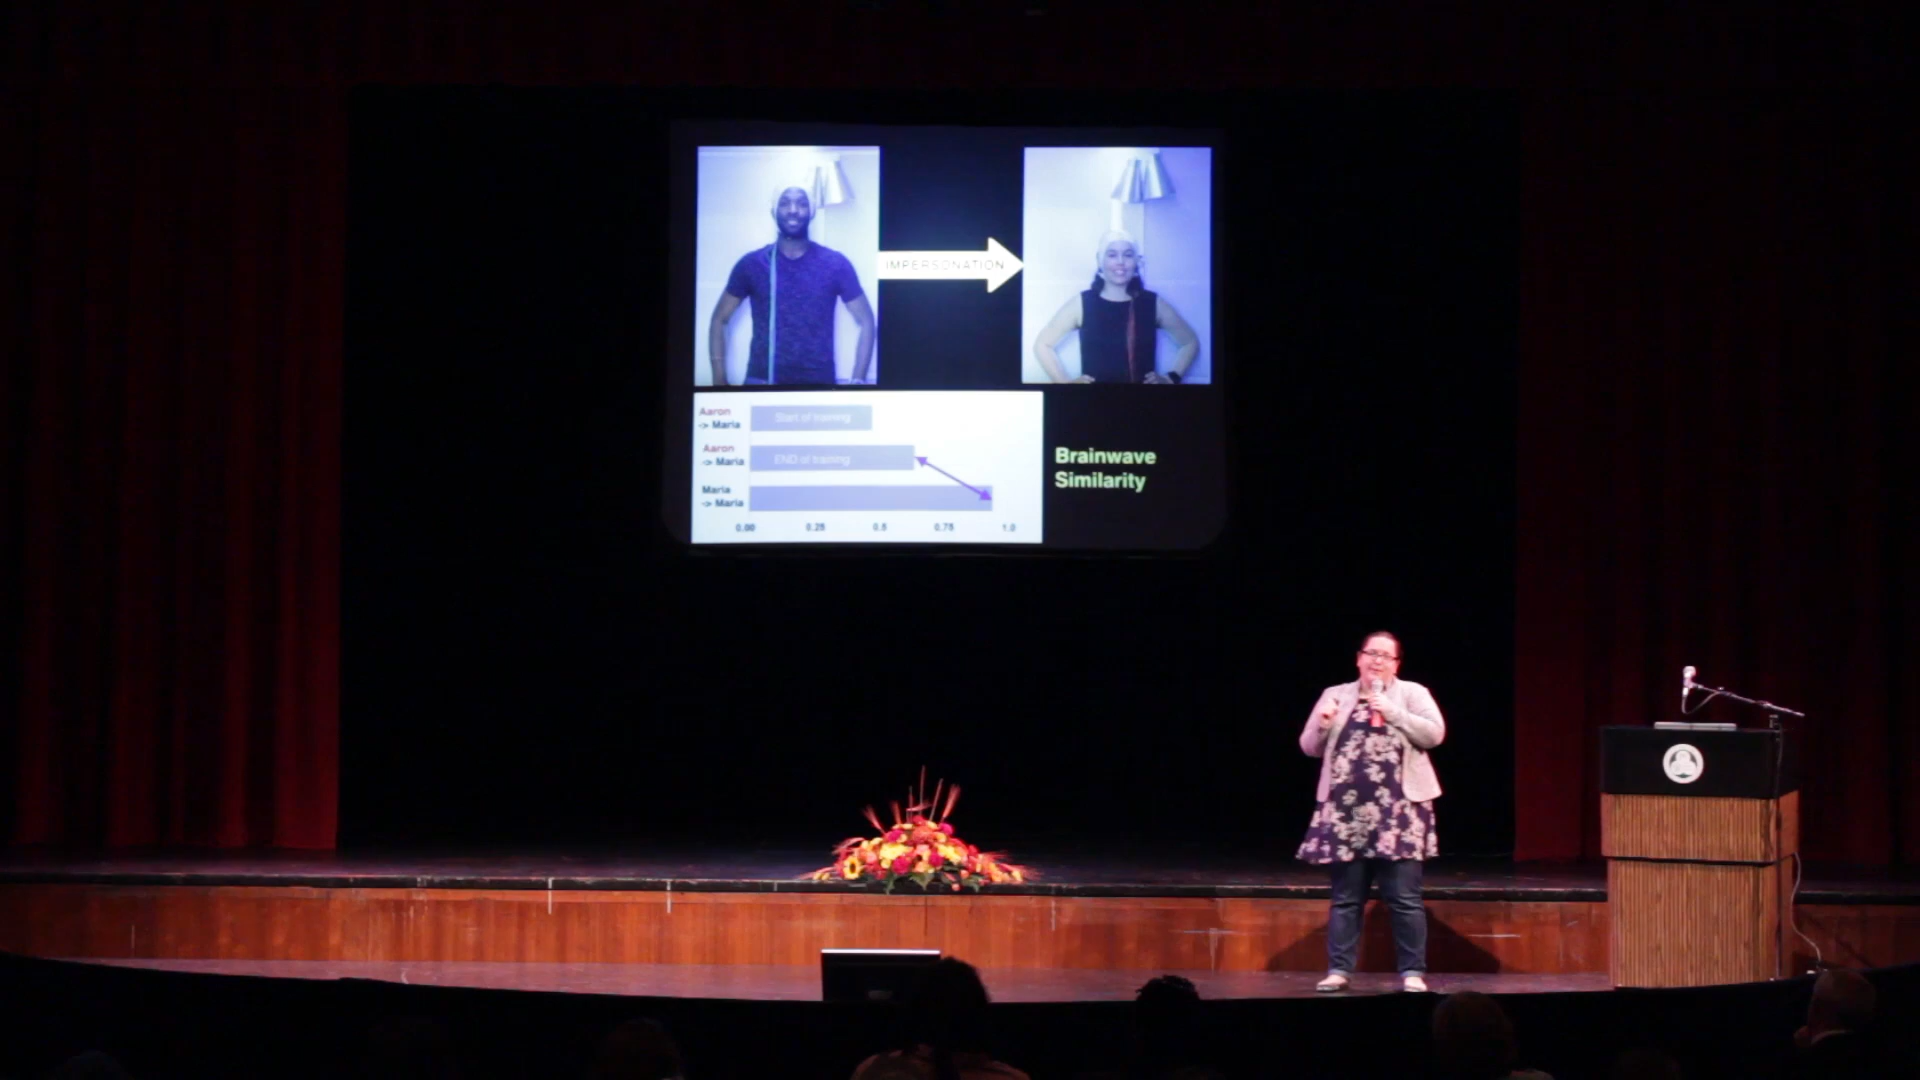 IMPERSONATION
Aaron
-> Maria
Start of training
Aaron
-> Maria
END of training
Maria
-> Maria
0.00 0.25 0.5 0.75 1.0
Brainwave
Similarity